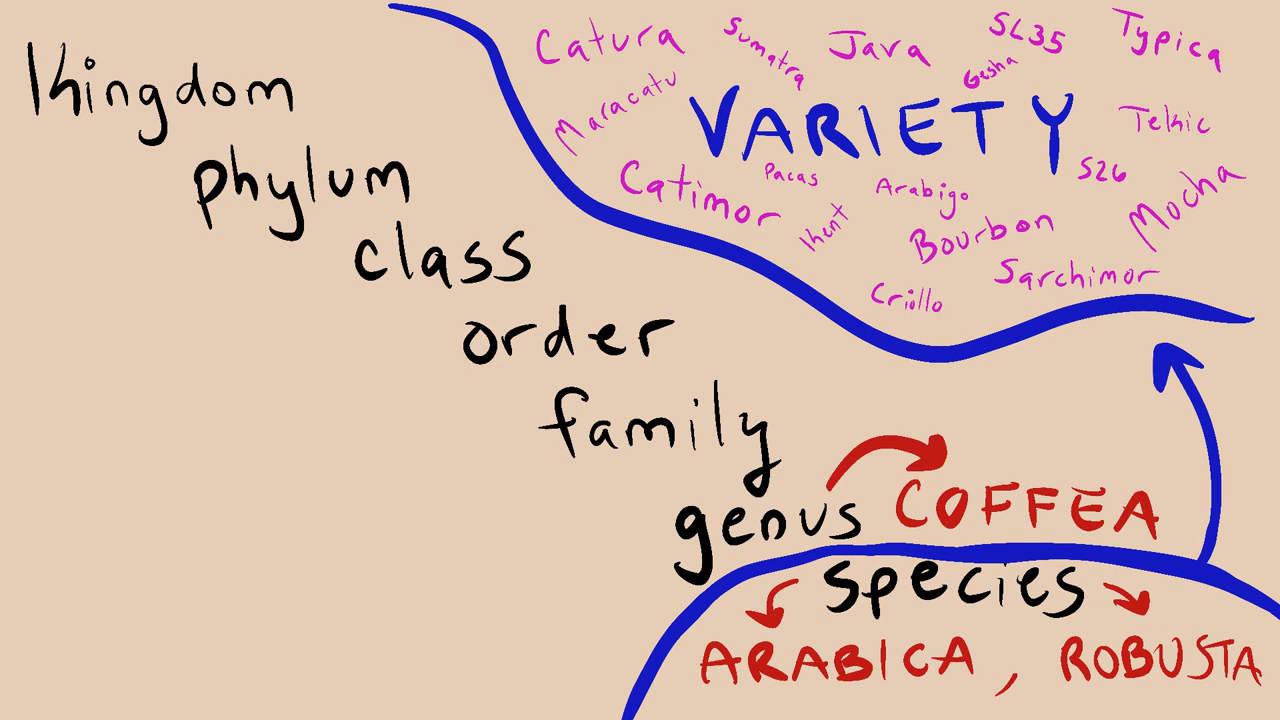 Kingdom
phylum
class
order
family
genus COFFEA
species
ARABICA, ROBUSTA
VARIETY
Catura
Sumatra
Java
SL35
Typica
Maracatu
Gesha
Tekic
Catimor
Pacas
Arabigo
S26
Mocha
Kent
Bourbon
Sarchimor
Criollo